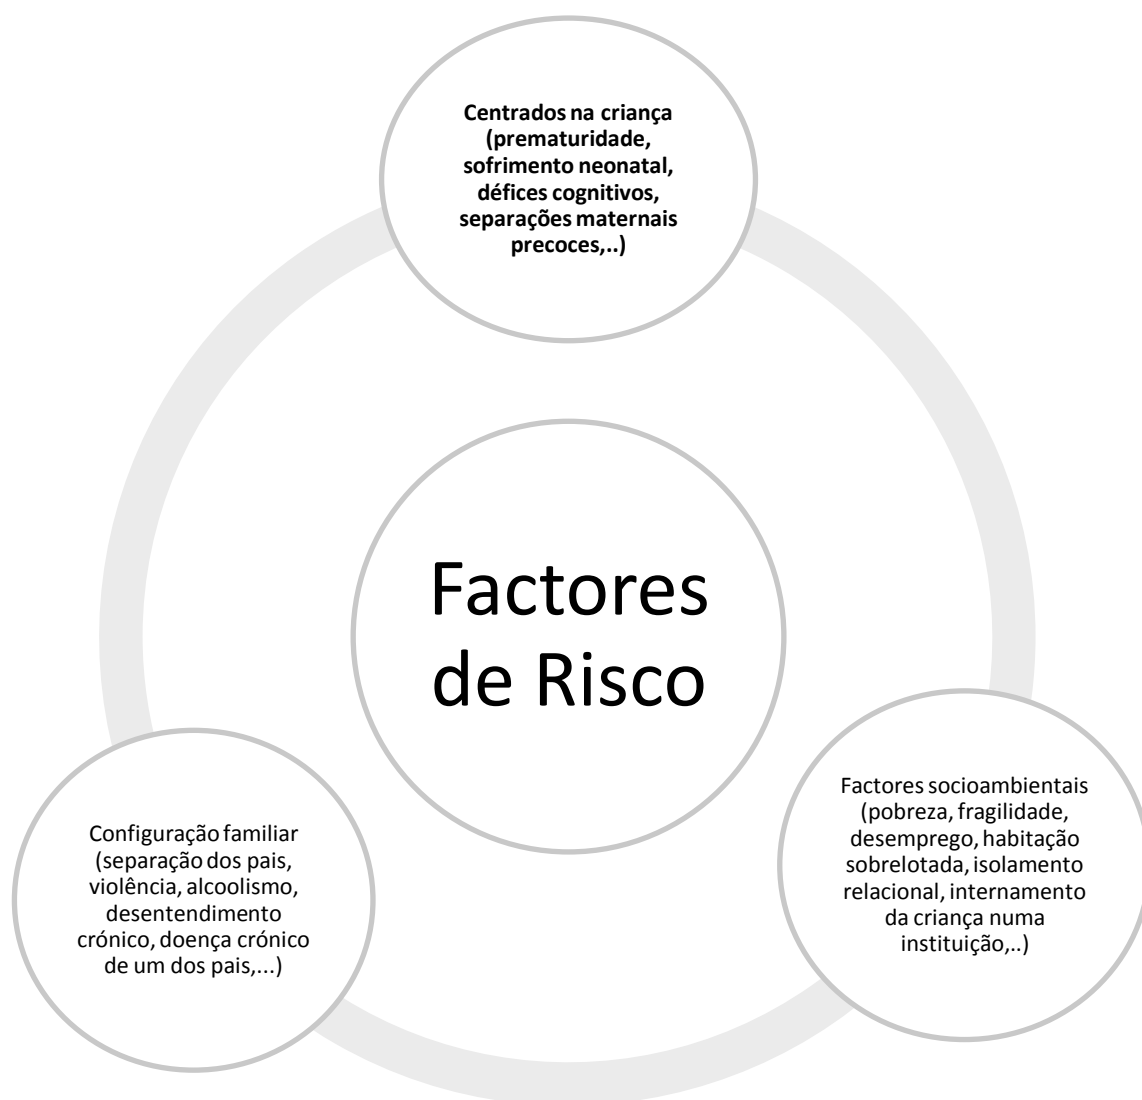 Centrados na criança
(prematuridade,
sofrimento neonatal,
défices cognitivos,
separações maternais
precoces,..)
Factores
de Risco
Factores socioambientais
(pobreza, fragilidade,
desemprego, habitação
sobrelotada, isolamento
relacional, internamento
da criança numa
instituição,..)
Configuração familiar
(separação dos pais,
violência, alcoolismo,
desentendimento
crónico, doença crónico
de um dos pais,...)